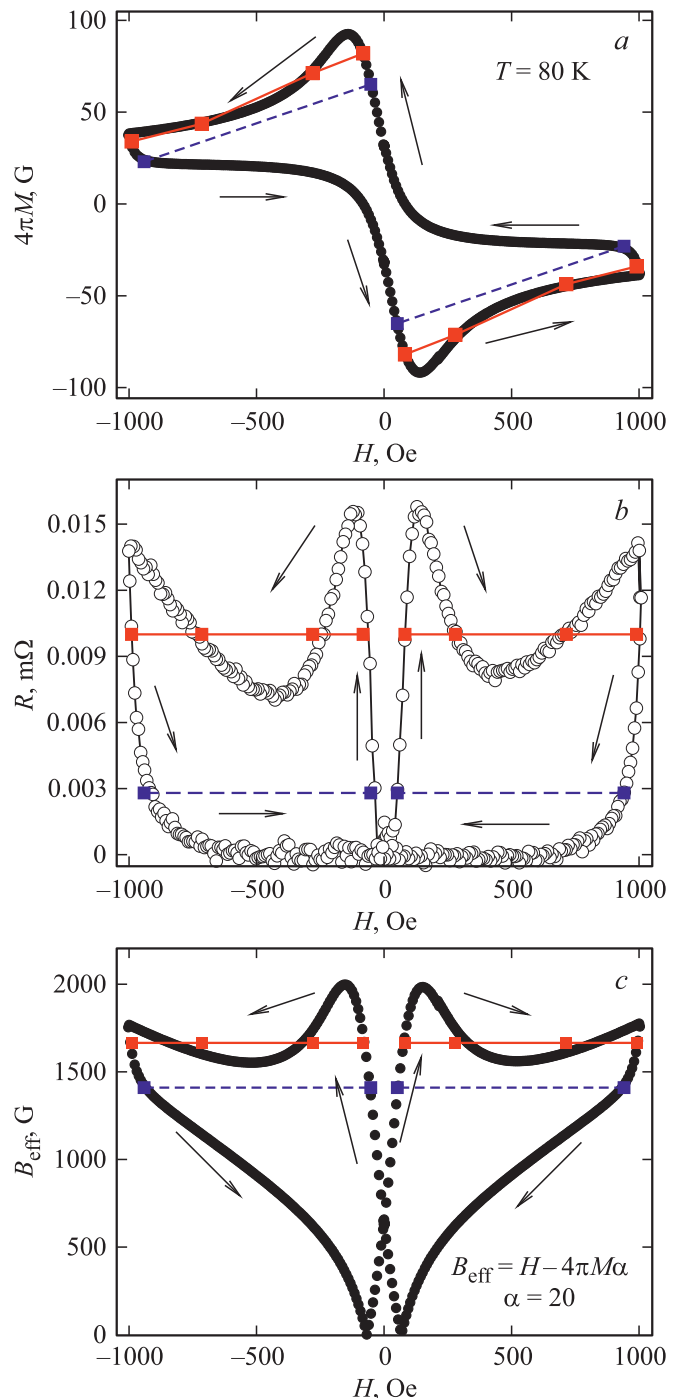 a
T = 80 K
100
50
0
−50
−100
4πM, G
−1000 −500 0 500 1000
H, Oe
b
0.015
0.012
0.009
0.006
0.003
0
R, mΩ
−1000 −500 0 500 1000
H, Oe
c
2000
1500
1000
500
0
B_eff, G
B_eff = H − 4πMα
α = 20
−1000 −500 0 500 1000
H, Oe